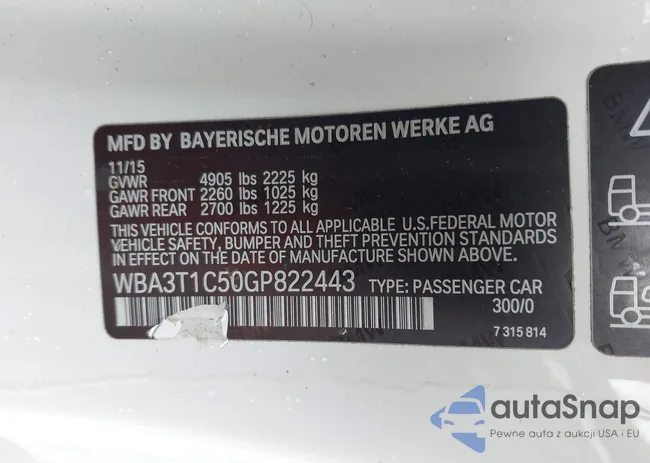 MFD BY BAYERISCHE MOTOREN WERKE AG
11/15
GVWR 4905 lbs 2225 kg
GAWR FRONT 2260 lbs 1025 kg
GAWR REAR 2700 lbs 1225 kg
THIS VEHICLE CONFORMS TO ALL APPLICABLE U.S.FEDERAL MOTOR
VEHICLE SAFETY, BUMPER, AND THEFT PREVENTION STANDARDS
IN EFFECT ON THE DATE OF MANUFACTURE SHOWN ABOVE.
WBA3T1C50GP822443 TYPE: PASSENGER CAR
300/0
7 315 814
autoSnap
Pewne auta z aukcji USA i EU